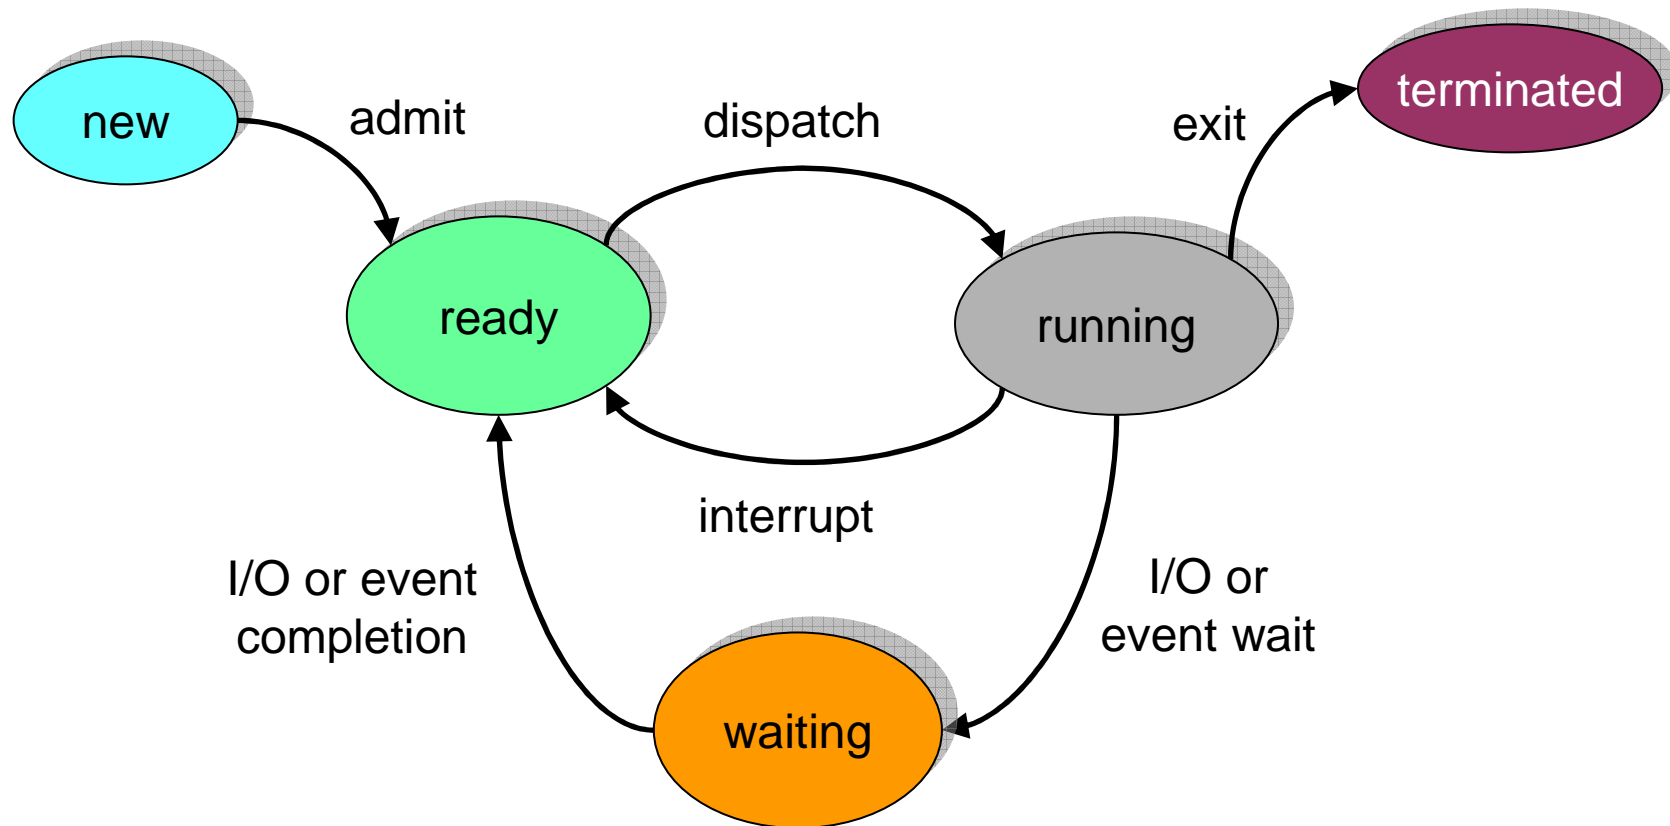 new
admit
dispatch
exit
terminated
ready
running
interrupt
I/O or event
completion
I/O or
event wait
waiting